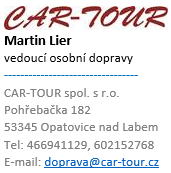 CAR-TOUR
Martin Lier
vedoucí osobní dopravy
---------------------------------
CAR-TOUR spol. s r.o.
Pohřebačka 182
53345 Opatovice nad Labem
Tel: 466941129, 602152768
E-mail: doprava@car-tour.cz